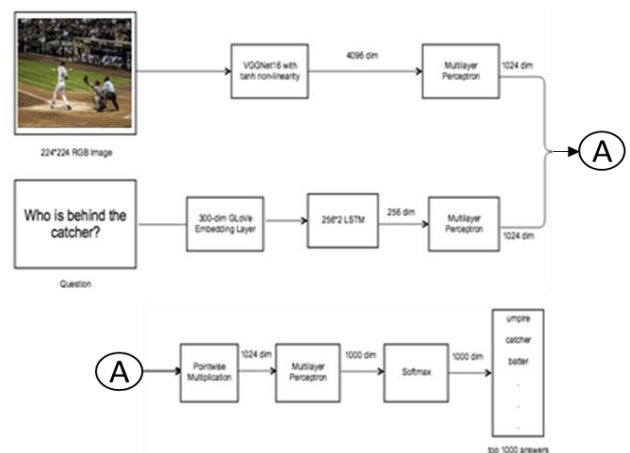 VGGNet16 with
tanh non-linearity
4096 dim
Multilayer
Perceptron
1024 dim
224*224 RGB Image
A
Who is behind the
catcher?
Question
300-dim GLoVe
Embedding Layer
256*2 LSTM
256 dim
Multilayer
Perceptron
1024 dim
A
Pointwise
Multiplication
1024 dim
Multilayer
Perceptron
1000 dim
Softmax
1000 dim
umpire
catcher
batter
.
.
.
top 1000 answers